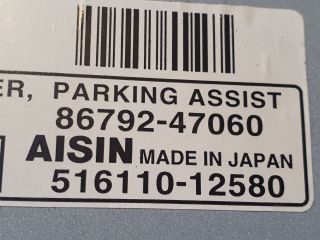 ER, PARKING ASSIST
86792-47060
AISIN MADE IN JAPAN
516110-12580